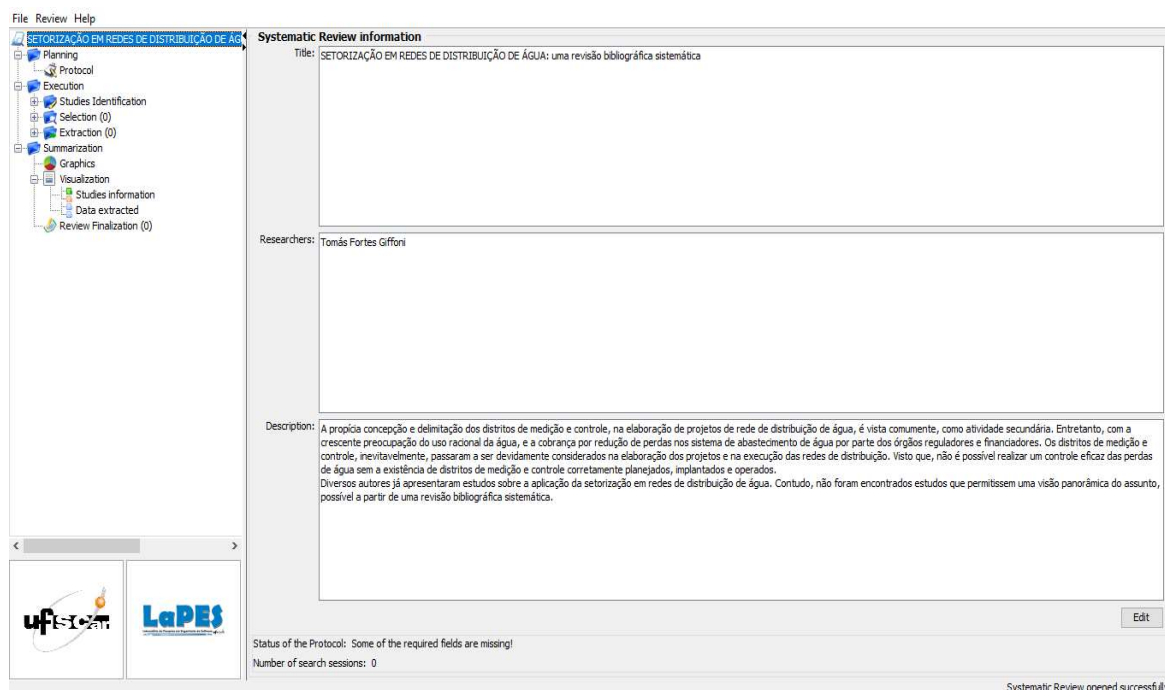 File Review Help
SETORIZAÇÃO EM REDES DE DISTRIBUIÇÃO DE ÁG
Planning
Protocol
Execution
Studies Identification
Selection (0)
Extraction (0)
Summarization
Graphics
Visualization
Studies information
Data extracted
Review Finalization (0)
ufscar
LaPES
Systematic Review information
Title: SETORIZAÇÃO EM REDES DE DISTRIBUIÇÃO DE ÁGUA: uma revisão bibliográfica sistemática
Researchers: Tomás Fortes Giffoni
Description: A propícia concepção e delimitação dos distritos de medição e controle, na elaboração de projetos de rede de distribuição de água, é vista comumente, como atividade secundária. Entretanto, com a
crescente preocupação do uso racional da água, e a cobrança por redução de perdas nos sistema de abastecimento de água por parte dos órgãos reguladores e financiadores. Os distritos de medição e
controle, inevitavelmente, passaram a ser devidamente considerados na elaboração dos projetos e na execução das redes de distribuição. Visto que, não é possível realizar um controle eficaz das perdas
de água sem a existência de distritos de medição e controle corretamente planejados, implantados e operados.
Diversos autores já apresentaram estudos sobre a aplicação da setorização em redes de distribuição de água. Contudo, não foram encontrados estudos que permitissem uma visão panorâmica do assunto,
possível a partir de uma revisão bibliográfica sistemática.
Edit
Status of the Protocol: Some of the required fields are missing!
Number of search sessions: 0
Systematic Review opened successfull